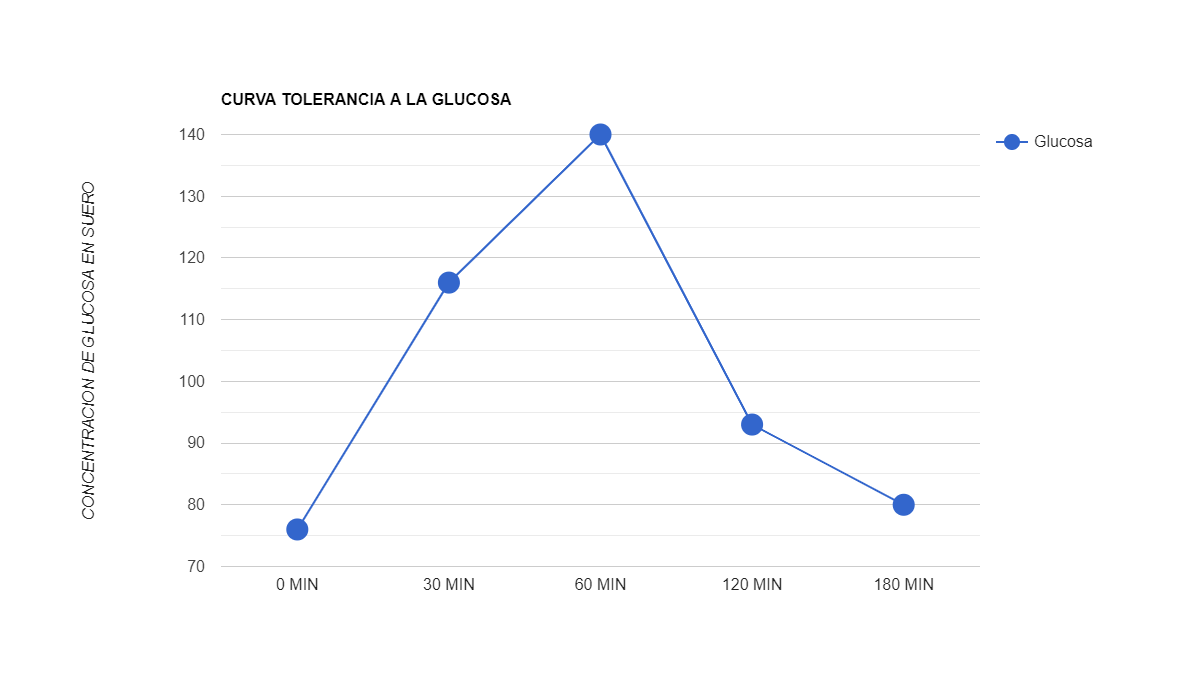 CURVA TOLERANCIA A LA GLUCOSA
Glucosa
CONCENTRACION DE GLUCOSA EN SUERO
140
130
120
110
100
90
80
70
0 MIN
30 MIN
60 MIN
120 MIN
180 MIN